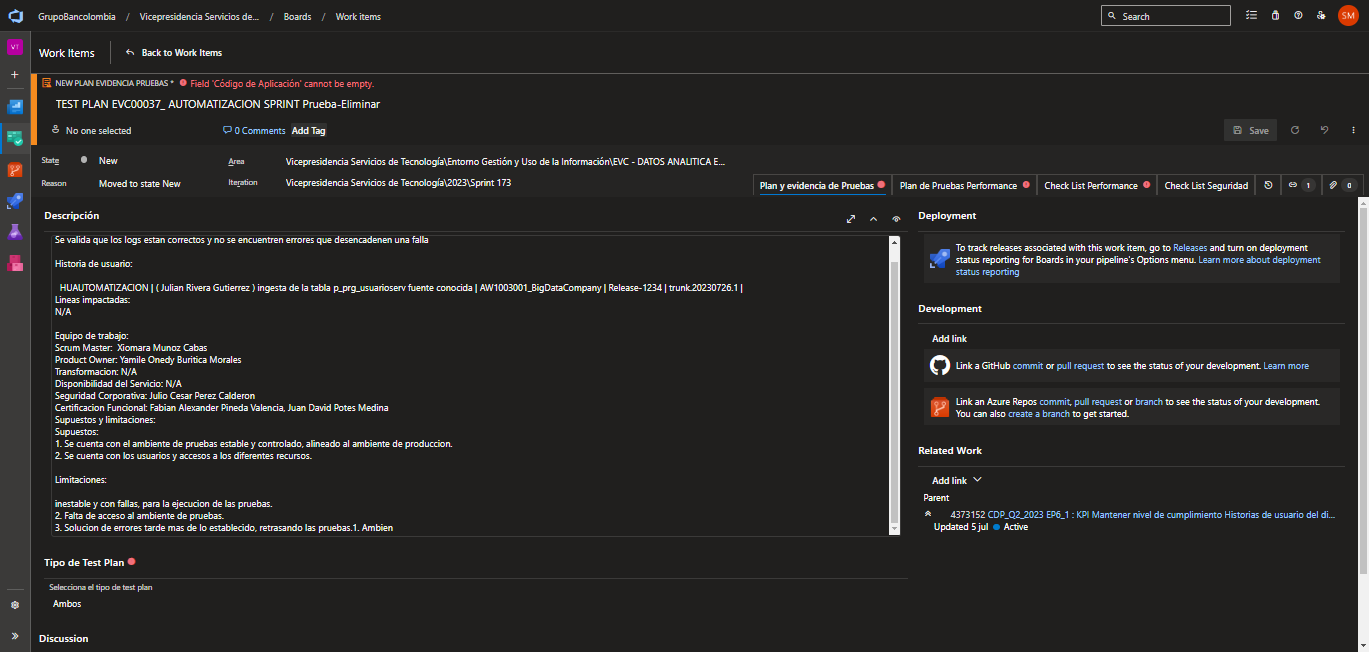 GrupoBancolombia / Vicepresidencia Servicios de... / Boards / Work items
Search
SM
VT
Work Items
Back to Work Items
NEW PLAN EVIDENCIA PRUEBAS * Field 'Código de Aplicación' cannot be empty.
TEST PLAN EVC00037_ AUTOMATIZACION SPRINT Prueba-Eliminar
No one selected
0 Comments
Add Tag
Save
State
New
Area
Vicepresidencia Servicios de Tecnología\Entorno Gestión y Uso de la Información\EVC - DATOS ANALITICA E...
Reason
Moved to state New
Iteration
Vicepresidencia Servicios de Tecnología\2023\Sprint 173
Plan y evidencia de Pruebas
Plan de Pruebas Performance
Check List Performance
Check List Seguridad
1
0
Descripción
Se valida que los logs estan correctos y no se encuentren errores que desencadenen una falla
Historia de usuario:
HUAUTOMATIZACION | ( Julian Rivera Gutierrez ) ingesta de la tabla p_prg_usuarioserv fuente conocida | AW1003001_BigDataCompany | Release-1234 | trunk.20230726.1 |
Lineas impactadas:
N/A
Equipo de trabajo:
Scrum Master: Xiomara Munoz Cabas
Product Owner: Yamile Onedy Buritica Morales
Transformacion: N/A
Disponibilidad del Servicio: N/A
Seguridad Corporativa: Julio Cesar Perez Calderon
Certificacion Funcional: Fabian Alexander Pineda Valencia, Juan David Potes Medina
Supuestos y limitaciones:
Supuestos:
1. Se cuenta con el ambiente de pruebas estable y controlado, alineado al ambiente de produccion.
2. Se cuenta con los usuarios y accesos a los diferentes recursos.
Limitaciones:
inestable y con fallas, para la ejecucion de las pruebas.
2. Falta de acceso al ambiente de pruebas.
3. Solucion de errores tarde mas de lo establecido, retrasando las pruebas.1. Ambien
Tipo de Test Plan
Selecciona el tipo de test plan
Ambos
Discussion
Deployment
To track releases associated with this work item, go to Releases and turn on deployment
status reporting for Boards in your pipeline's Options menu. Learn more about deployment
status reporting
Development
Add link
Link a GitHub commit or pull request to see the status of your development. Learn more
Link an Azure Repos commit, pull request or branch to see the status of your development.
You can also create a branch to get started.
Related Work
Add link
Parent
4373152 CDP_Q2_2023 EP6_1 : KPI Mantener nivel de cumplimiento Historias de usuario del di...
Updated 5 jul Active